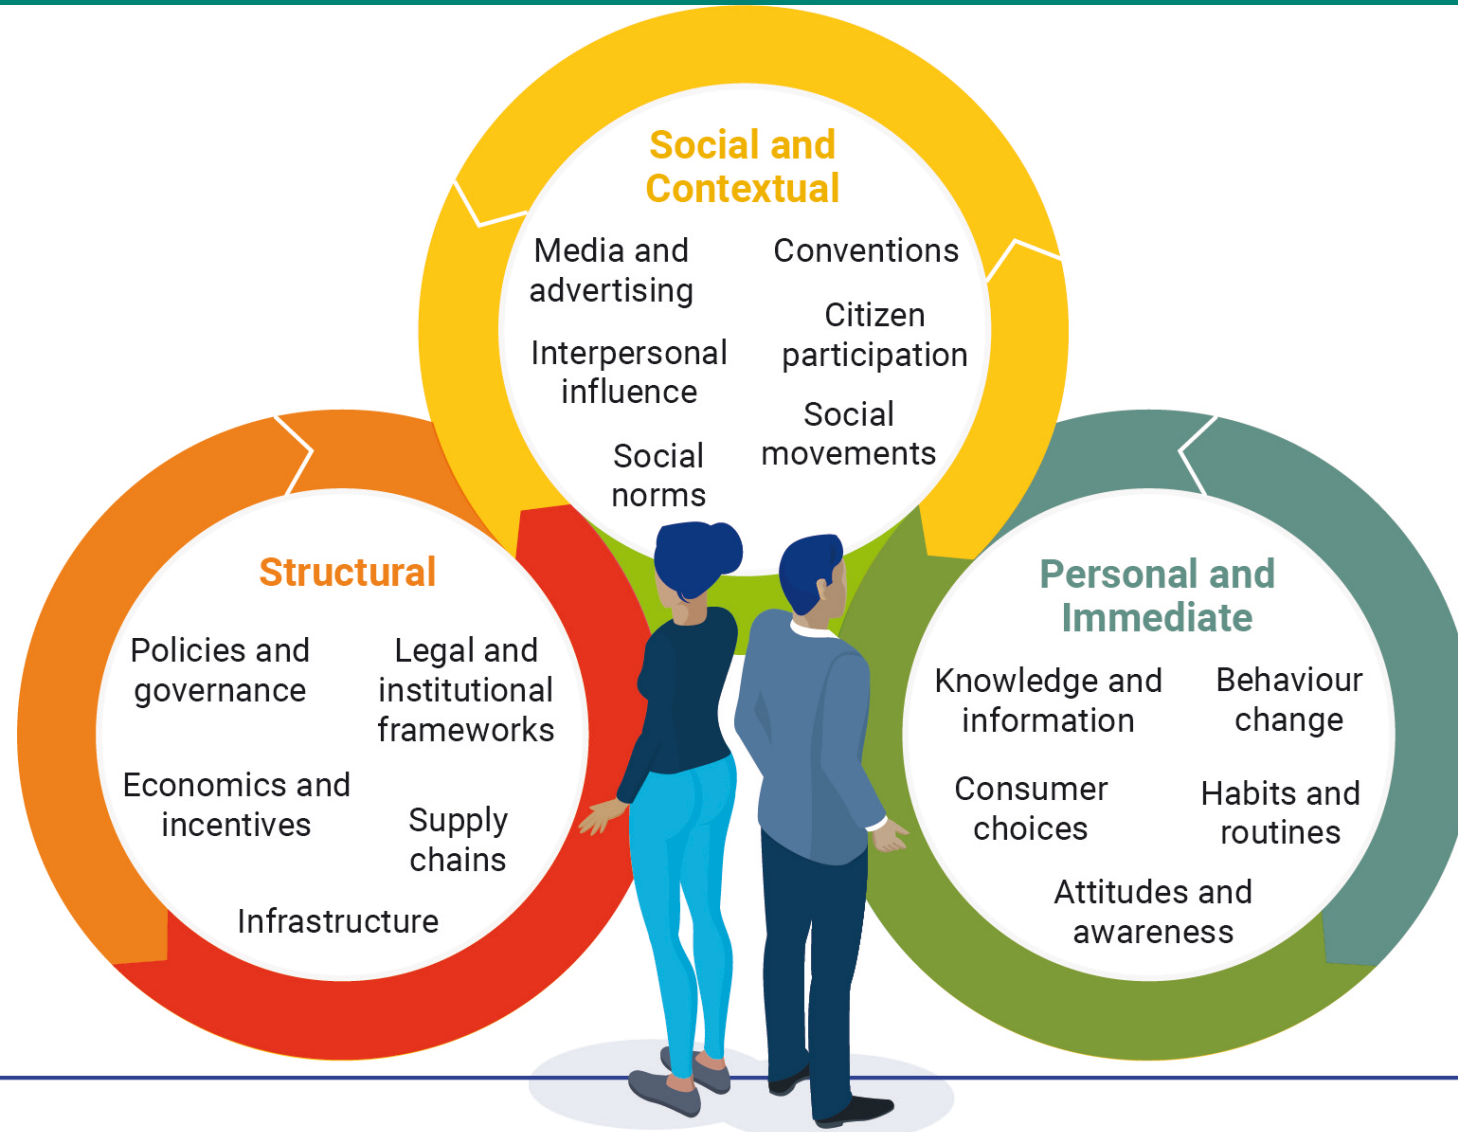 Social and
Contextual
Media and
advertising
Interpersonal
influence
Social
norms
Conventions
Citizen
participation
Social
movements
Structural
Policies and
governance
Economics and
incentives
Infrastructure
Legal and
institutional
frameworks
Supply
chains
Personal and
Immediate
Knowledge and
information
Consumer
choices
Behaviour
change
Habits and
routines
Attitudes and
awareness